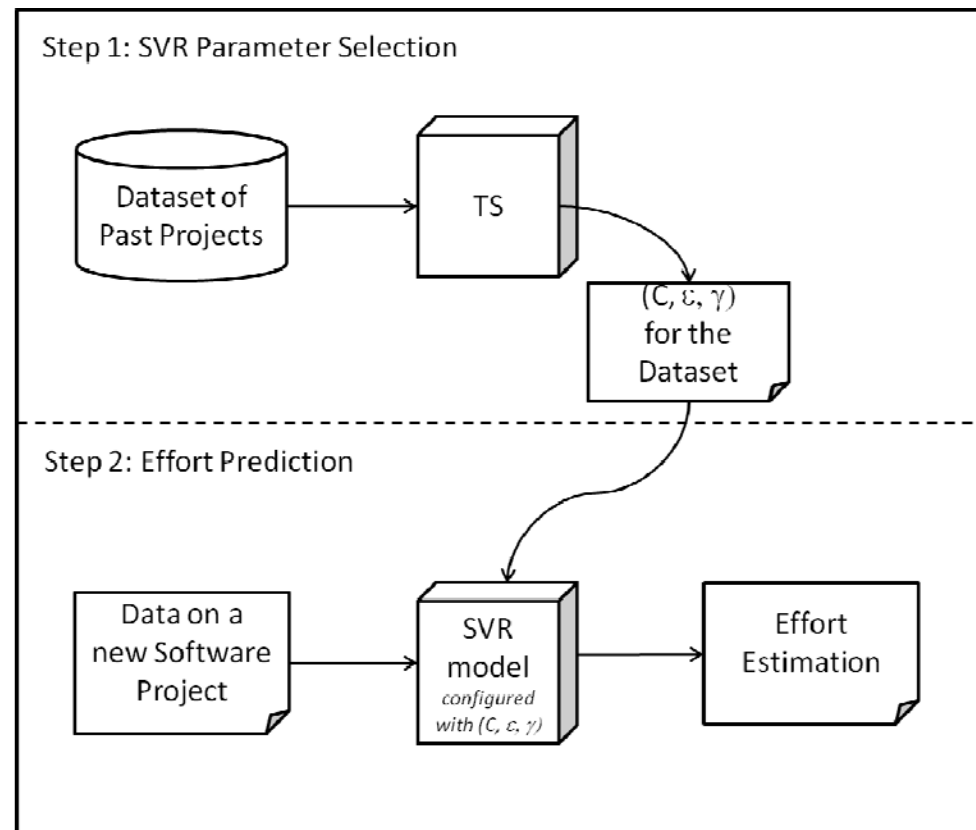 Step 1: SVR Parameter Selection
Dataset of
Past Projects
TS
(C, ε, γ)
for the
Dataset
Step 2: Effort Prediction
Data on a
new Software
Project
SVR
model
configured
with (C, ε, γ)
Effort
Estimation